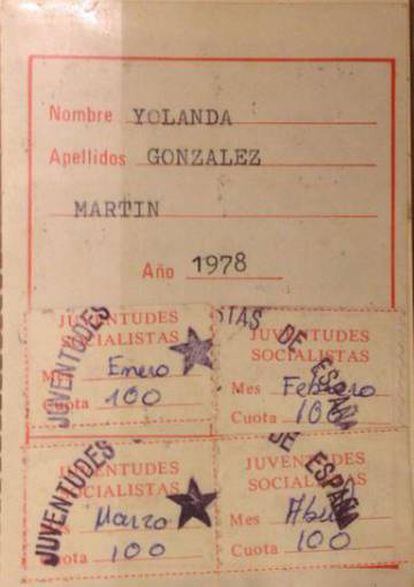 Nombre YOLANDA
Apellidos GONZALEZ
MARTIN
Año 1978
JUVENTUDES
SOCIALISTAS
Mes Enero
Cuota 100
JUVENTUDES
STAS DE ESPAÑA
JUVENTUDES
SOCIALISTAS
Mes Febrero
Cuota 100
JUVENTUDES
SOCIALISTAS
Marzo
Cuota 100
JUVENTUDES
DE ESPAÑA
JUVENTUDES
SOCIALISTAS
Mes Abril
Cuota 100